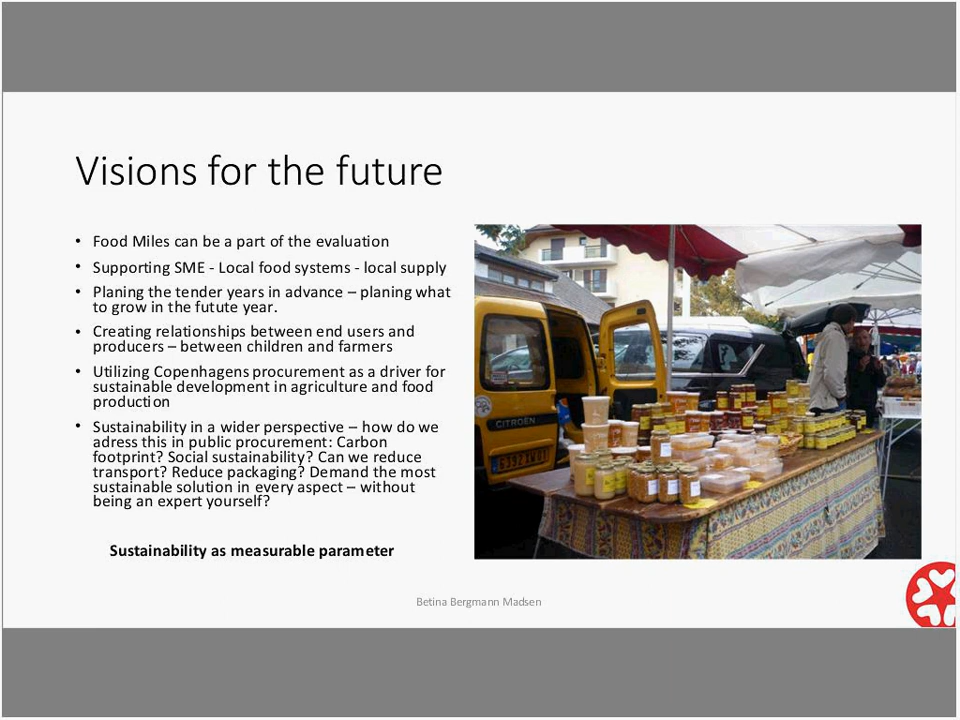 Visions for the future
• Food Miles can be a part of the evaluation
• Supporting SME - Local food systems - local supply
• Planing the tender years in advance – planing what
to grow in the futute year.
• Creating relationships between end users and
producers – between children and farmers
• Utilizing Copenhagens procurement as a driver for
sustainable development in agriculture and food
production
• Sustainability in a wider perspective – how do we
adress this in public procurement: Carbon
footprint? Social sustainability? Can we reduce
transport? Reduce packaging? Demand the most
sustainable solution in every aspect – without
being an expert yourself?
Sustainability as measurable parameter
CITROËN
Betina Bergmann Madsen